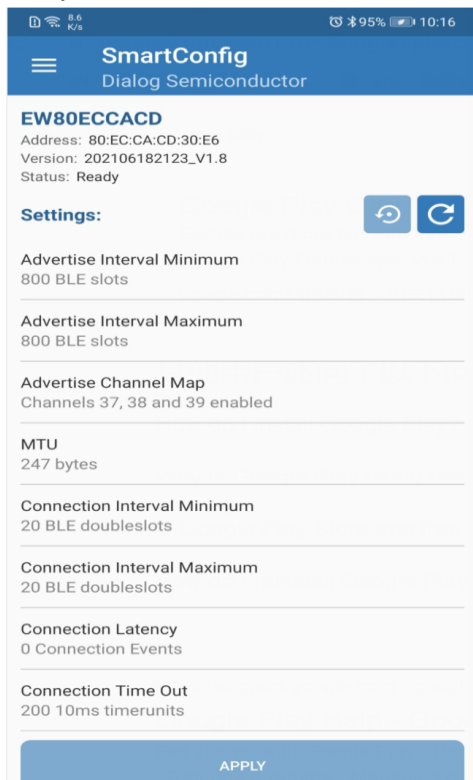 8.6
K/s
95%
10:16
SmartConfig
Dialog Semiconductor
EW80ECCACD
Address: 80:EC:CA:CD:30:E6
Version: 202106182123_V1.8
Status: Ready
Settings:
Advertise Interval Minimum
800 BLE slots
Advertise Interval Maximum
800 BLE slots
Advertise Channel Map
Channels 37, 38 and 39 enabled
MTU
247 bytes
Connection Interval Minimum
20 BLE doubleslots
Connection Interval Maximum
20 BLE doubleslots
Connection Latency
0 Connection Events
Connection Time Out
200 10ms timerunits
APPLY